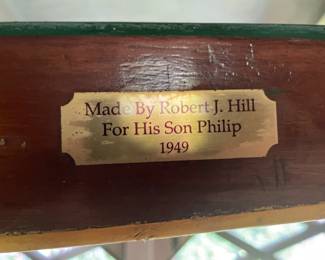 Made By Robert J. Hill
For His Son Philip
1949